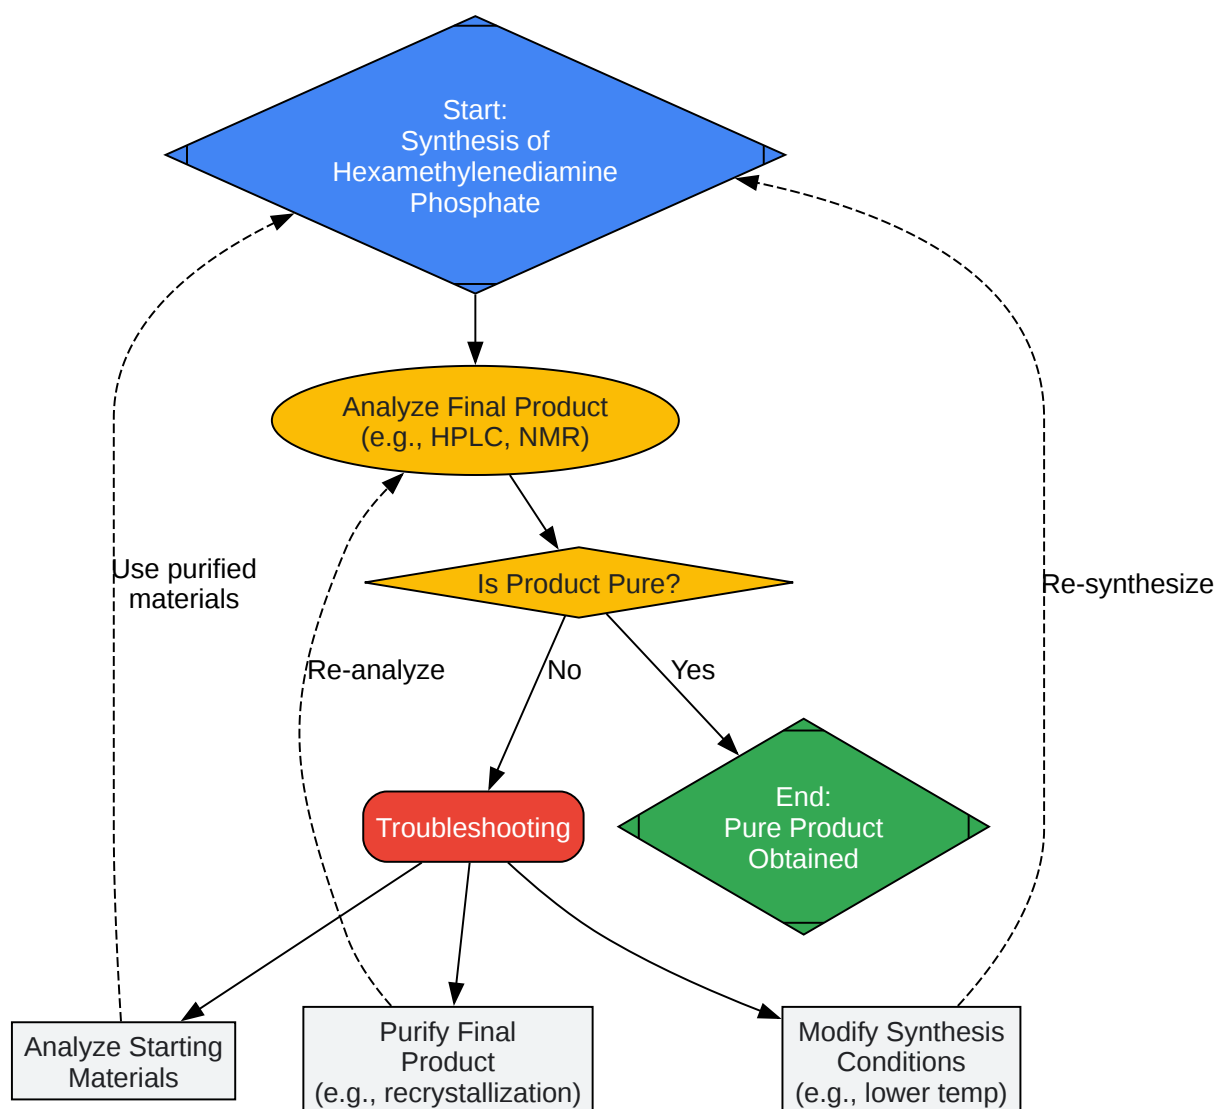 Start:
Synthesis of
Hexamethylenediamine
Phosphate
Analyze Final Product
(e.g., HPLC, NMR)
Use purified
materials
Is Product Pure?
Re-synthesize
Re-analyze
No
Yes
Troubleshooting
End:
Pure Product
Obtained
Analyze Starting
Materials
Purify Final
Product
(e.g., recrystallization)
Modify Synthesis
Conditions
(e.g., lower temp)